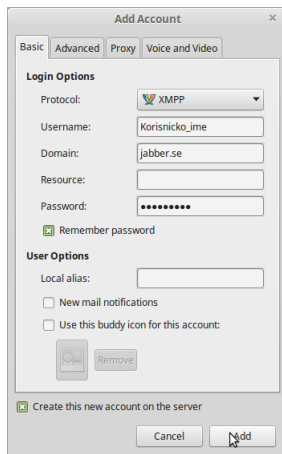 Add Account
Basic Advanced Proxy Voice and Video
Login Options
Protocol: XMPP
Username: Korisnicko_ime
Domain: jabber.se
Resource:
Password: •••••••••
Remember password
User Options
Local alias:
New mail notifications
Use this buddy icon for this account:
Remove
Create this new account on the server
Cancel Add